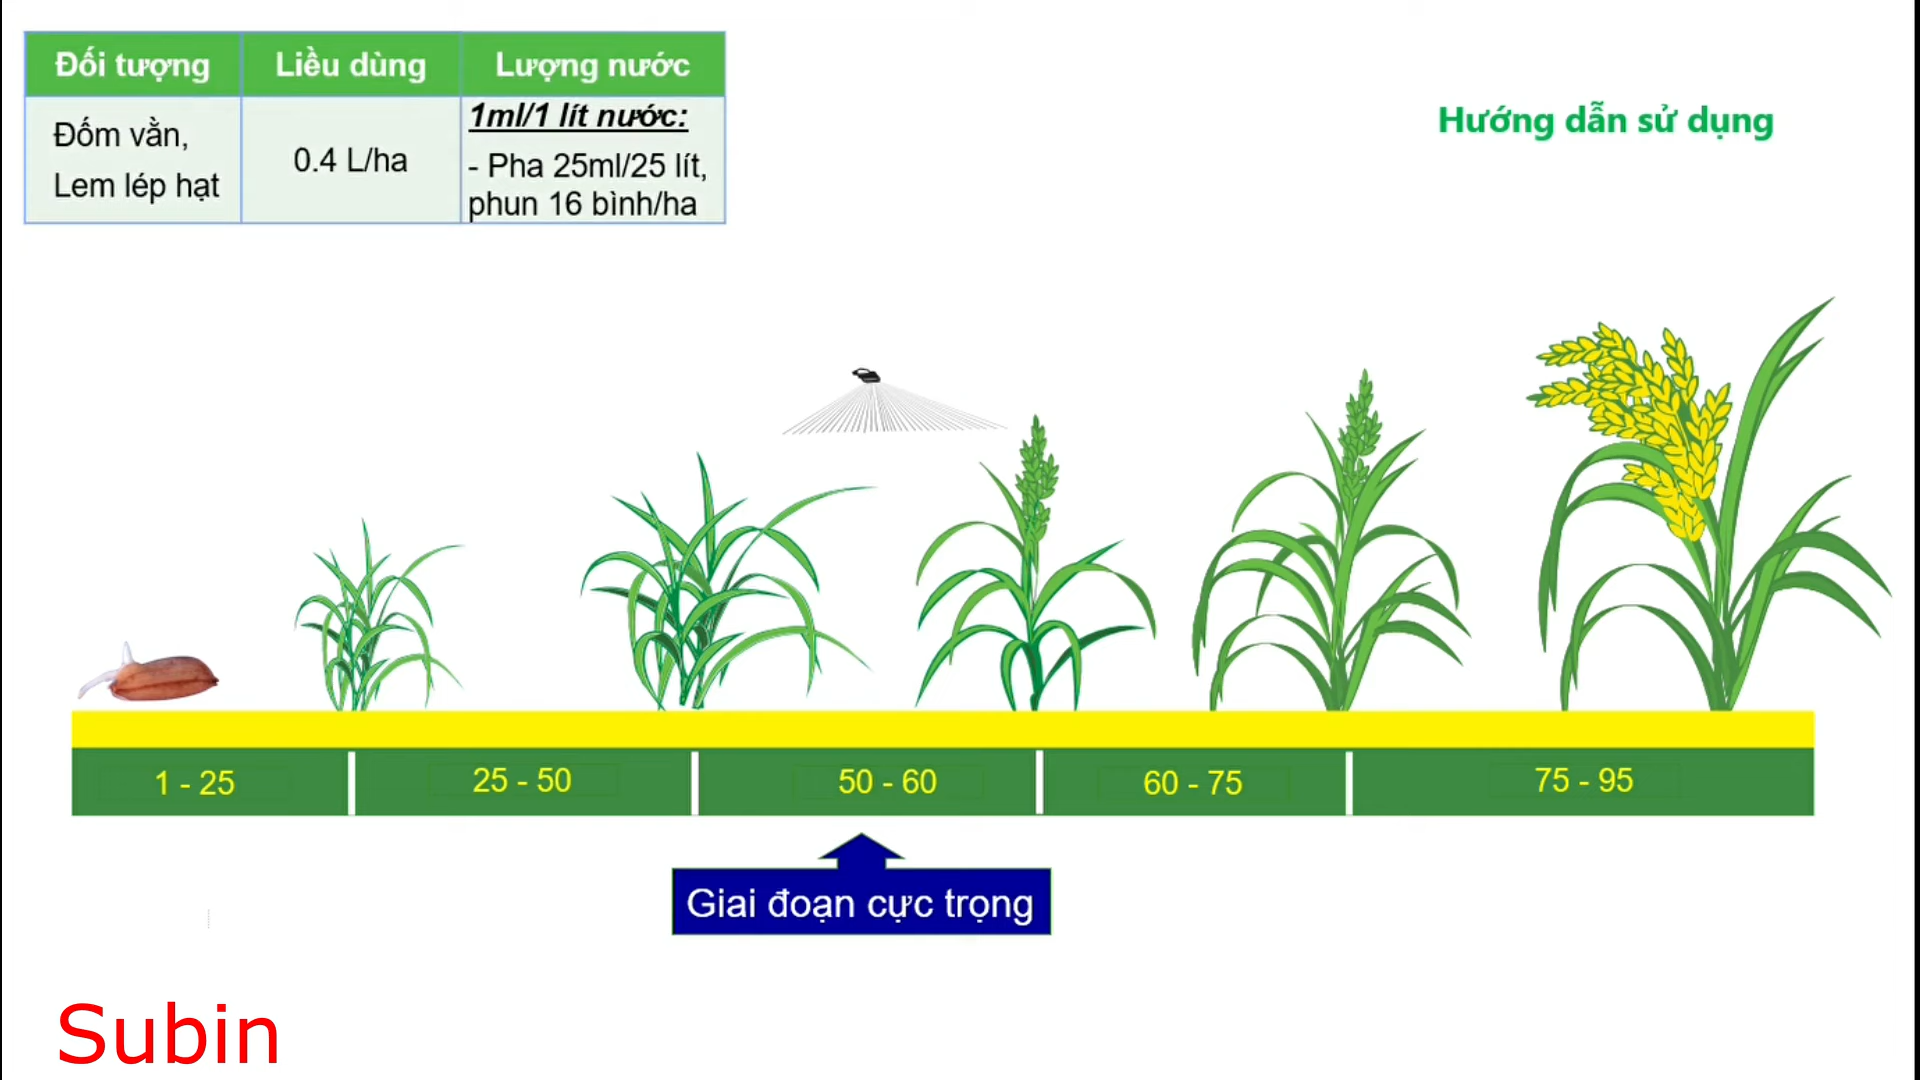 Đối tượng Liều dùng Lượng nước
Đốm vằn,
Lem lép hạt
0.4 L/ha
1ml/1 lít nước:
- Pha 25ml/25 lít,
phun 16 bình/ha
Hướng dẫn sử dụng
1 - 25 25 - 50 50 - 60 60 - 75 75 - 95
Giai đoạn cực trọng
Subin